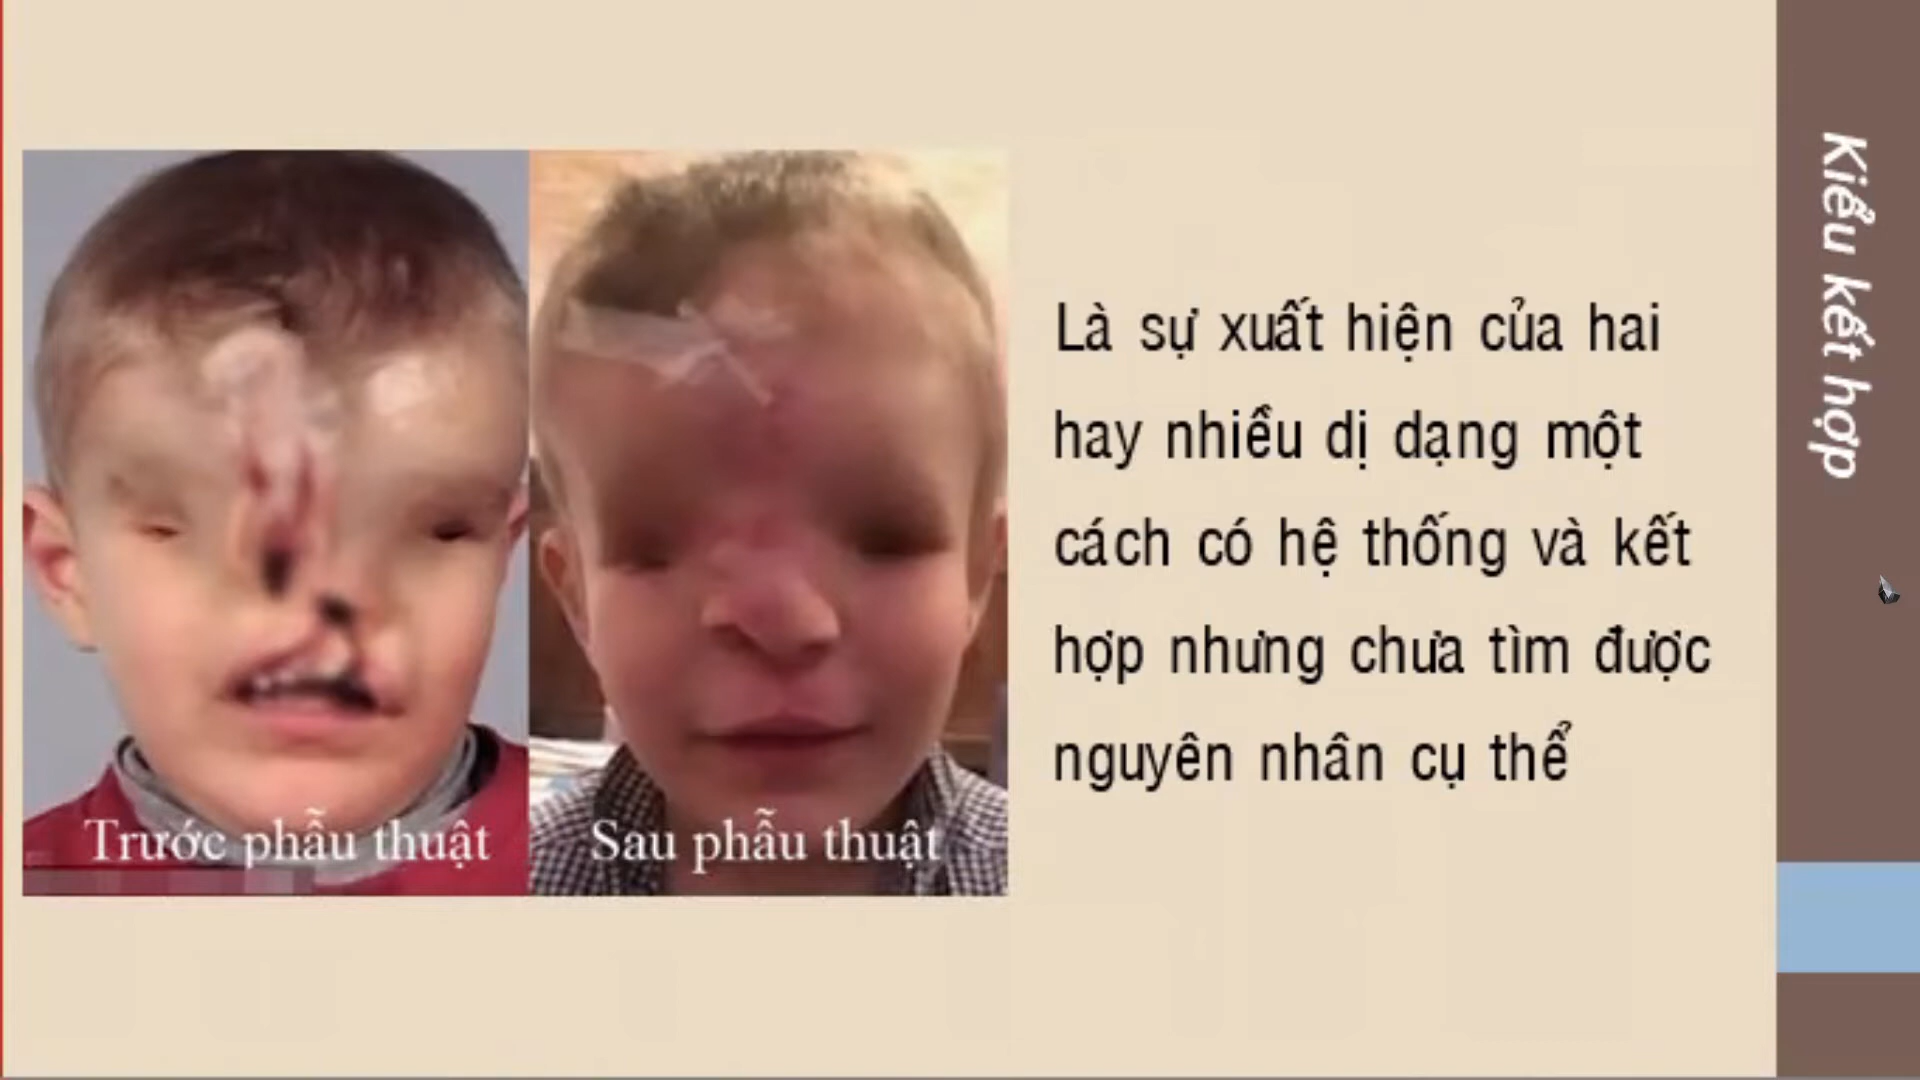 Là sự xuất hiện của hai
hay nhiều dị dạng một
cách có hệ thống và kết
hợp nhưng chưa tìm được
nguyên nhân cụ thể
Trước phẫu thuật
Sau phẫu thuật
Kiểu kết hợp